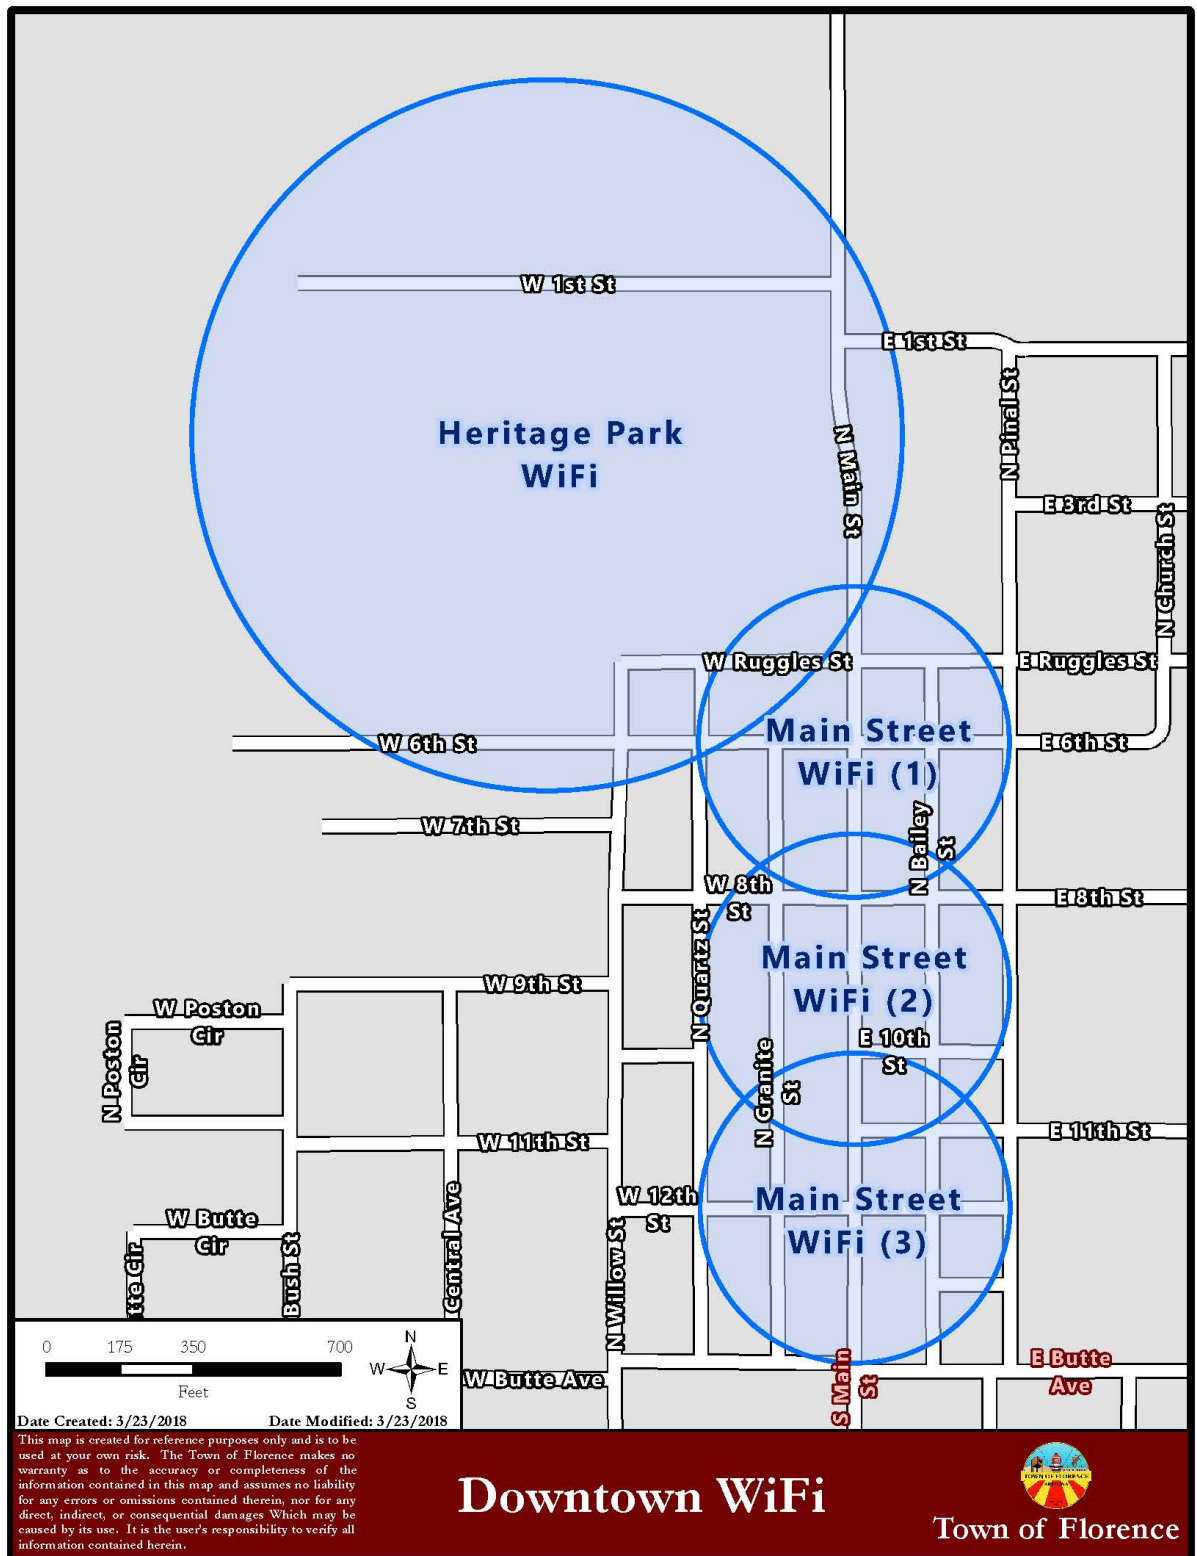 W 1st St
E 1st St
N Pinal St
Heritage Park
WiFi
N Main St
E 3rd St
N Church St
W Ruggles St
E Ruggles St
Main Street
WiFi (1)
W 6th St
E 6th St
W 7th St
N Bailey
St
W 8th
St
E 8th St
N Quartz St
Main Street
WiFi (2)
W 9th St
W Poston
Cir
N Poston
Cir
E 10th
St
N Granite
St
W 11th St
E 11th St
W 12th
St
Main Street
WiFi (3)
W Butte
Cir
tte Cir
Bush St
Central Ave
N Willow St
0 175 350 700
Feet
N
W E
S
W Butte Ave
S Main
St
E Butte
Ave
Date Created: 3/23/2018 Date Modified: 3/23/2018
This map is created for reference purposes only and is to be
used at your own risk. The Town of Florence makes no
warranty as to the accuracy or completeness of the
information contained in this map and assumes no liability
for any errors or omissions contained therein, nor for any
direct, indirect, or consequential damages Which may be
caused by its use. It is the user's responsibility to verify all
information contained herein.
Downtown WiFi
TOWN OF FLORENCE
ARIZONA
Town of Florence